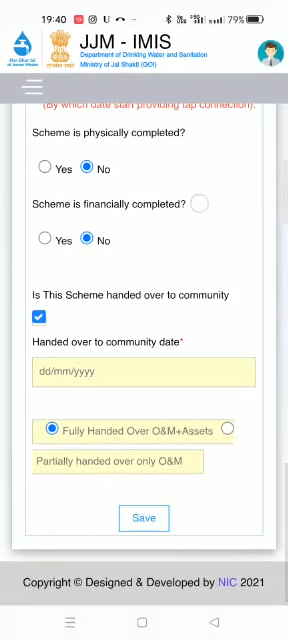 19:40
79%
JJM - IMIS
Department of Drinking Water and Sanitation
Ministry of Jal Shakti (GOI)
Har Ghar Jal
(By which date start providing tap connection).
Scheme is physically completed?
Yes No
Scheme is financially completed?
Yes No
Is This Scheme handed over to community
Handed over to community date*
dd/mm/yyyy
Fully Handed Over O&M+Assets
Partially handed over only O&M
Save
Copyright © Designed & Developed by NIC 2021